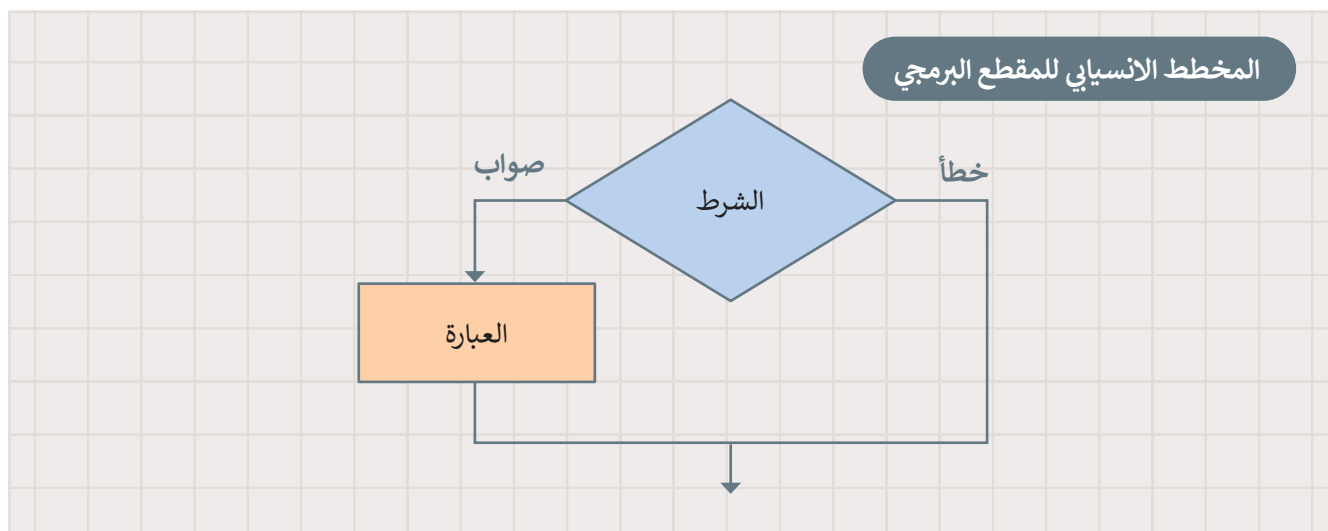 المخطط الانسيابي للمقطع البرمجي
خطأ
صواب
الشرط
العبارة